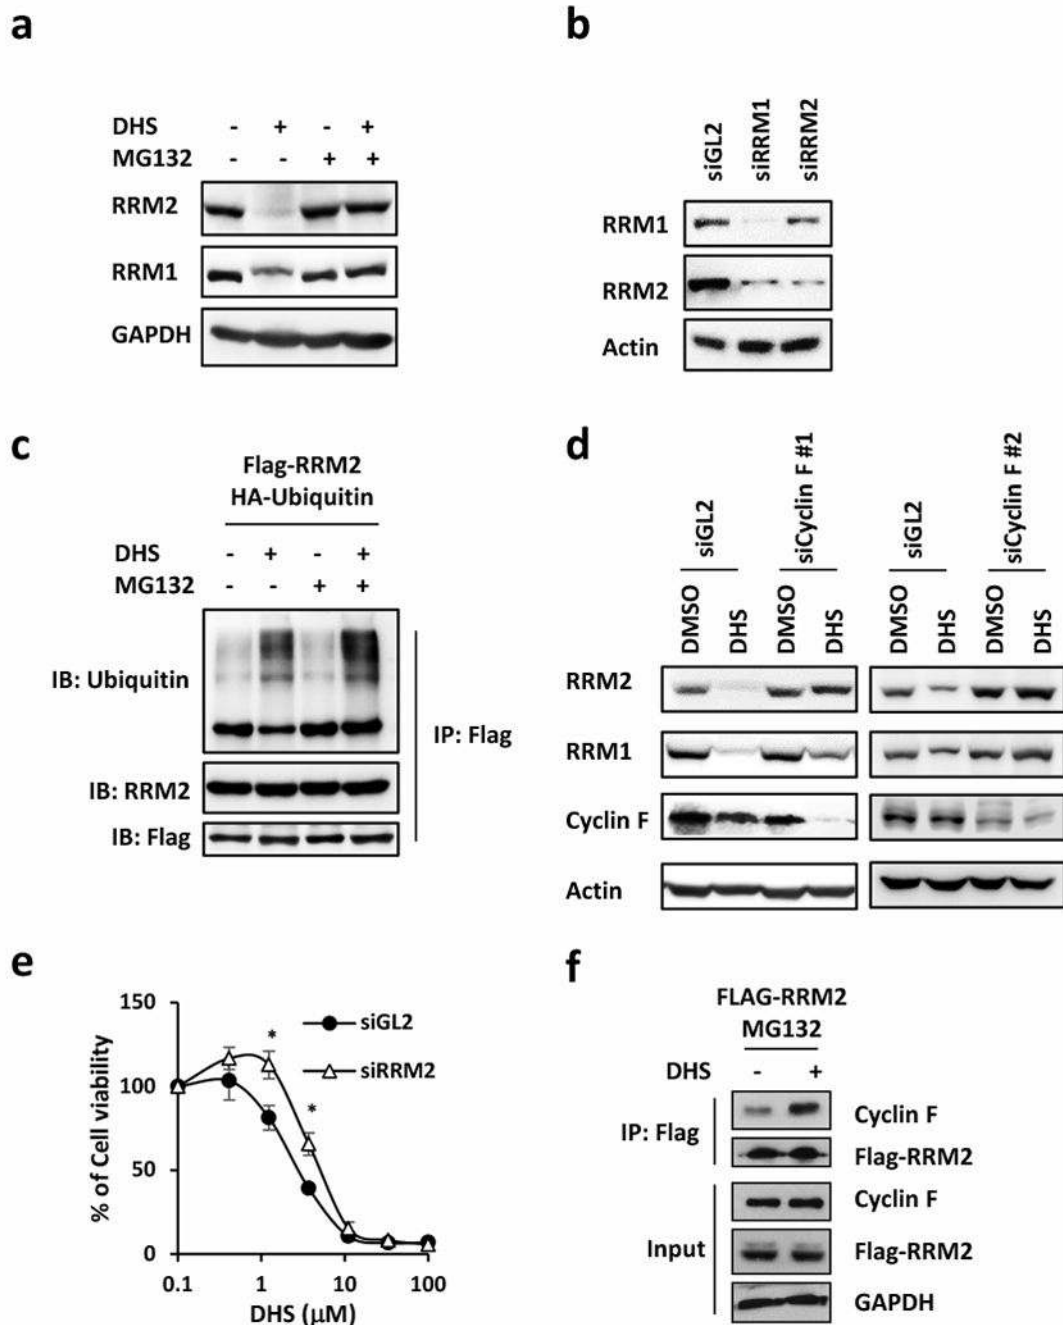 a
DHS - + - +
MG132 - - + +
RRM2
RRM1
GAPDH
b
siGL2
siRRM1
siRRM2
RRM1
RRM2
Actin
c
Flag-RRM2
HA-Ubiquitin
DHS - + - +
MG132 - - + +
IB: Ubiquitin
IP: Flag
IB: RRM2
IB: Flag
d
siGL2
siCyclin F #1
siGL2
siCyclin F #2
DMSO
DHS
DMSO
DHS
DMSO
DHS
DMSO
DHS
RRM2
RRM1
Cyclin F
Actin
e
150
100
50
0
% of Cell viability
siGL2
siRRM2
*
*
0.1 1 10 100
DHS (μM)
f
FLAG-RRM2
MG132
DHS - +
IP: Flag
Cyclin F
Flag-RRM2
Input
Cyclin F
Flag-RRM2
GAPDH